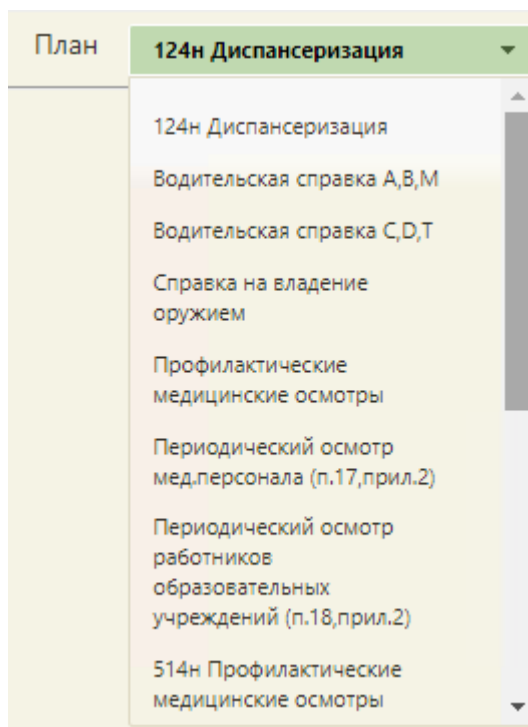 План
124н Диспансеризация
124н Диспансеризация
Водительская справка A,B,M
Водительская справка C,D,T
Справка на владение
оружием
Профилактические
медицинские осмотры
Периодический осмотр
мед.персонала (п.17,прил.2)
Периодический осмотр
работников
образовательных
учреждений (п.18,прил.2)
514н Профилактические
медицинские осмотры